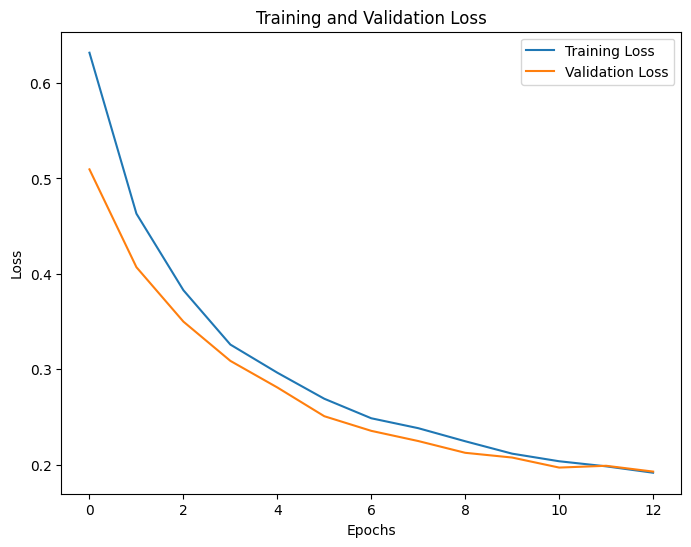 Training and Validation Loss
Training Loss
Validation Loss
0.6
0.5
0.4
0.3
0.2
Loss
0 2 4 6 8 10 12
Epochs